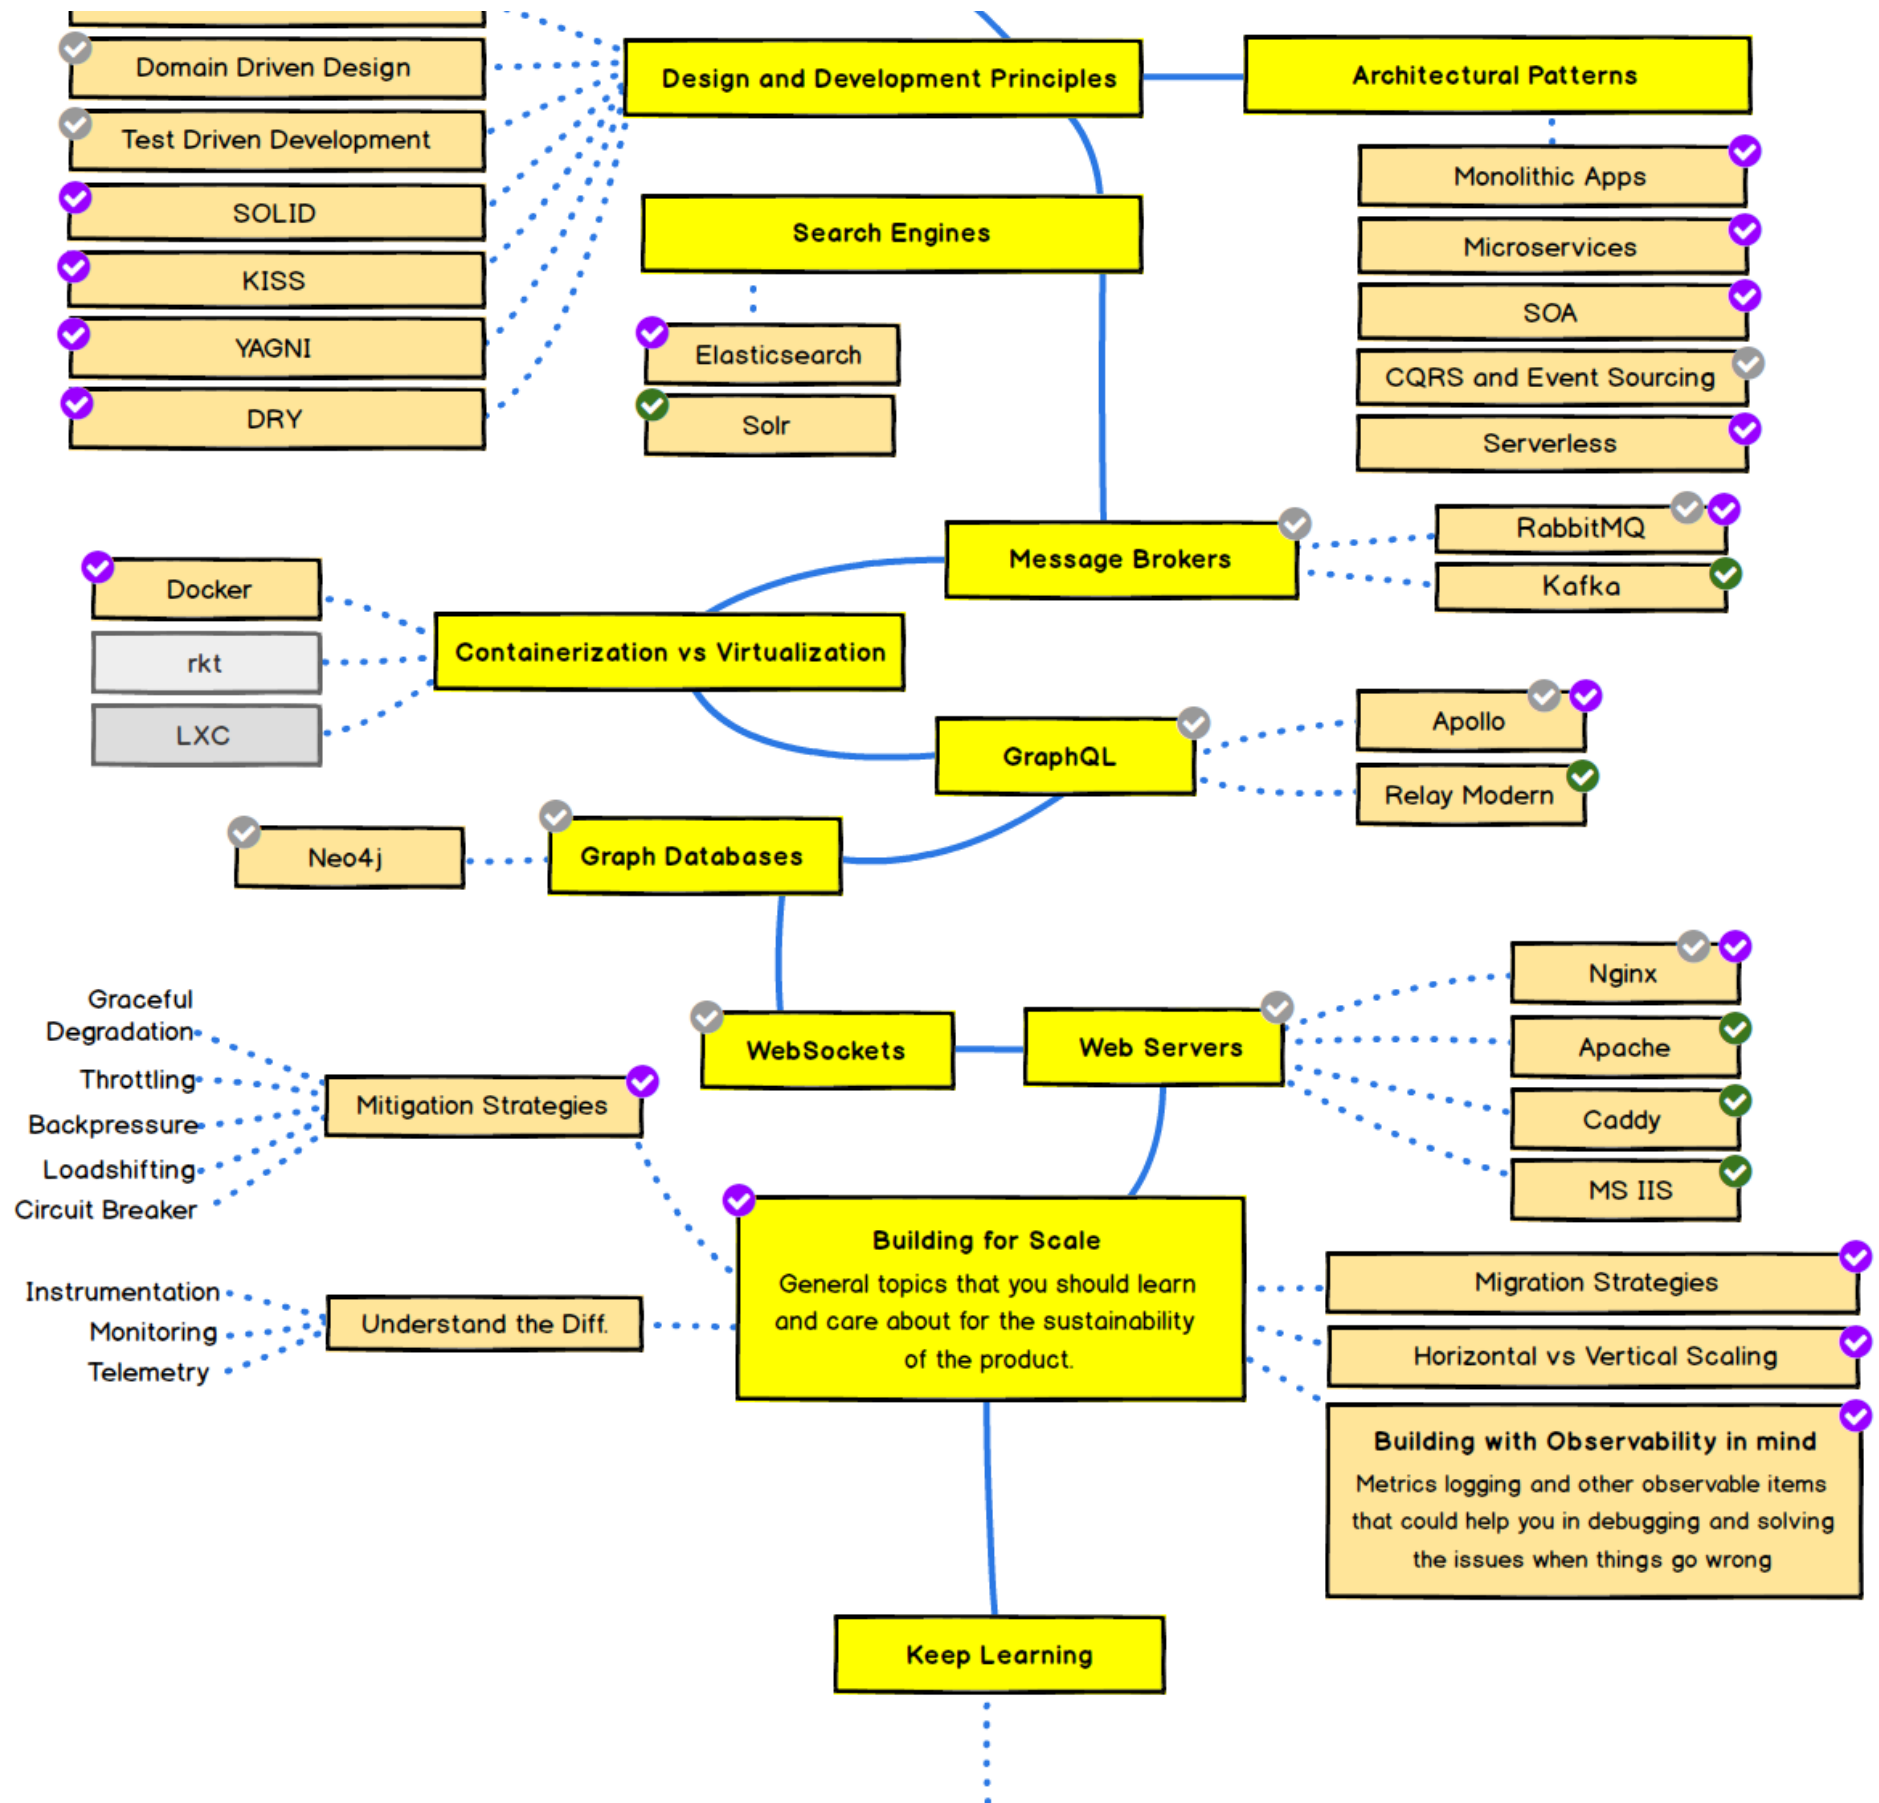 Design and Development Principles
Architectural Patterns
Domain Driven Design
Test Driven Development
SOLID
KISS
YAGNI
DRY
Search Engines
Elasticsearch
Solr
Monolithic Apps
Microservices
SOA
CQRS and Event Sourcing
Serverless
Message Brokers
RabbitMQ
Kafka
Docker
rkt
LXC
Containerization vs Virtualization
GraphQL
Apollo
Relay Modern
Neo4j
Graph Databases
WebSockets
Web Servers
Nginx
Apache
Caddy
MS IIS
Graceful
Degradation
Throttling
Backpressure
Loadshifting
Circuit Breaker
Mitigation Strategies
Instrumentation
Monitoring
Telemetry
Understand the Diff.
Building for Scale
General topics that you should learn
and care about for the sustainability
of the product.
Migration Strategies
Horizontal vs Vertical Scaling
Building with Observability in mind
Metrics logging and other observable items
that could help you in debugging and solving
the issues when things go wrong
Keep Learning